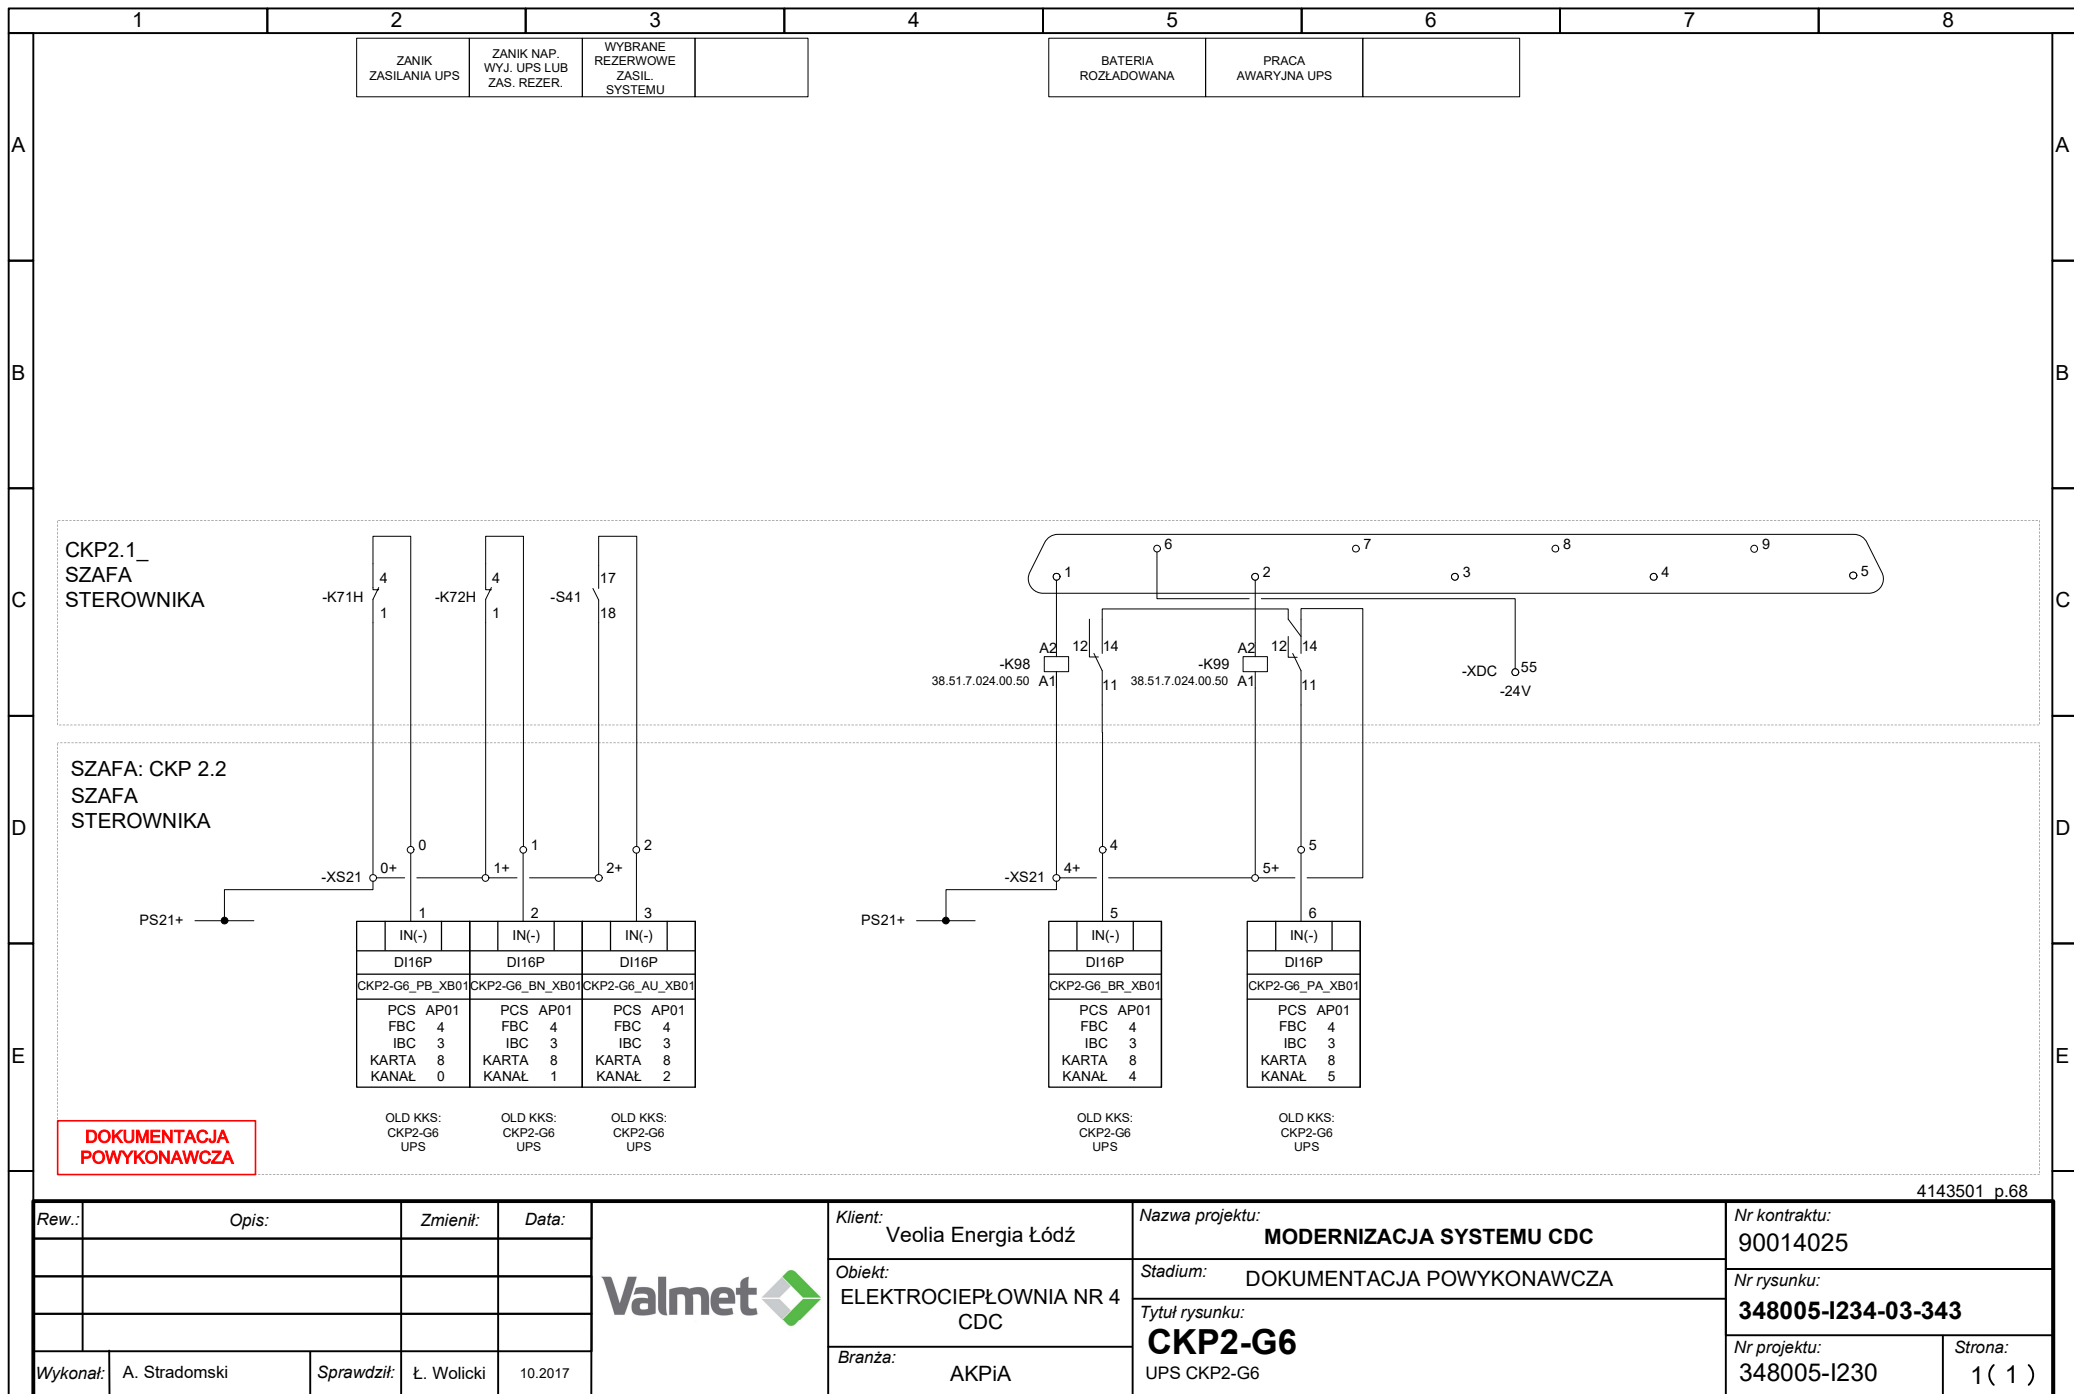 1 2 3 4 5 6 7 8
ZANIK
ZASILANIA UPS
ZANIK NAP.
WYJ. UPS LUB
ZAS. REZER.
WYBRANE
REZERWOWE
ZASIL.
SYSTEMU
BATERIA
ROZŁADOWANA
PRACA
AWARYJNA UPS
A A
B B
C C
D D
E E
CKP2.1_
SZAFA
STEROWNIKA
-K71H 4 1
-K72H 4 1
-S41 17 18
6 7 8 9
1 2 3 4 5
-K98
38.51.7.024.00.50
A2 A1 12 14 11
-K99
38.51.7.024.00.50
A2 A1 12 14 11
-XDC 55
-24V
SZAFA: CKP 2.2
SZAFA
STEROWNIKA
0 1 2 4 5
-XS21 0+ 1+ 2+ -XS21 4+ 5+
PS21+ PS21+
1 2 3 5 6
IN(-) IN(-) IN(-) IN(-) IN(-)
DI16P DI16P DI16P DI16P DI16P
CKP2-G6_PB_XB01 CKP2-G6_BN_XB01 CKP2-G6_AU_XB01 CKP2-G6_BR_XB01 CKP2-G6_PA_XB01
PCS AP01 PCS AP01 PCS AP01 PCS AP01 PCS AP01
FBC 4 FBC 4 FBC 4 FBC 4 FBC 4
IBC 3 IBC 3 IBC 3 IBC 3 IBC 3
KARTA 8 KARTA 8 KARTA 8 KARTA 8 KARTA 8
KANAŁ 0 KANAŁ 1 KANAŁ 2 KANAŁ 4 KANAŁ 5
OLD KKS: OLD KKS: OLD KKS: OLD KKS: OLD KKS:
CKP2-G6 CKP2-G6 CKP2-G6 CKP2-G6 CKP2-G6
UPS UPS UPS UPS UPS
DOKUMENTACJA
POWYKONAWCZA
4143501 p.68
Rew.: Opis: Zmienił: Data:
Wykonał: A. Stradomski Sprawdził: Ł. Wolicki 10.2017
Valmet
Klient:
Veolia Energia Łódź
Obiekt:
ELEKTROCIEPŁOWNIA NR 4
CDC
Branża:
AKPiA
Nazwa projektu:
MODERNIZACJA SYSTEMU CDC
Stadium: DOKUMENTACJA POWYKONAWCZA
Tytuł rysunku:
CKP2-G6
UPS CKP2-G6
Nr kontraktu:
90014025
Nr rysunku:
348005-I234-03-343
Nr projektu:
348005-I230
Strona:
1( 1 )